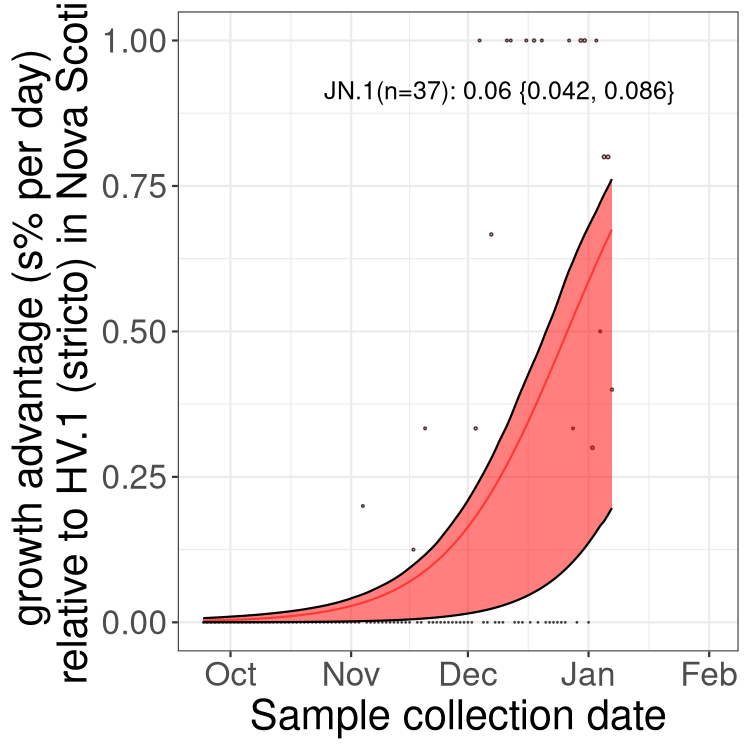 growth advantage (s% per day)
relative to HV.1 (stricto) in Nova Scoti
1.00
0.75
0.50
0.25
0.00
JN.1(n=37): 0.06 {0.042, 0.086}
Oct Nov Dec Jan Feb
Sample collection date